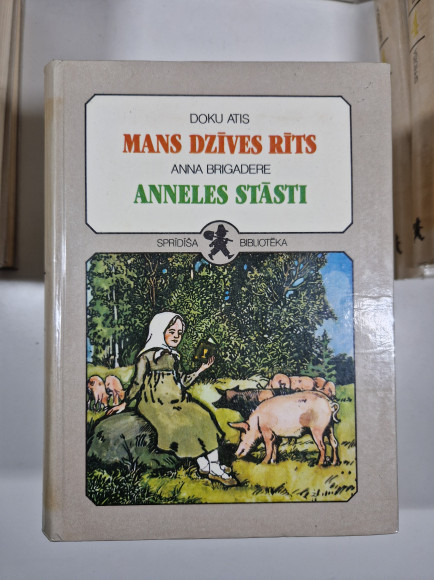 DOKU ATIS
MANS DZĪVES RĪTS
ANNA BRIGADERE
ANNELES STĀSTI
SPRĪDĪŠA BIBLIOTĒKA